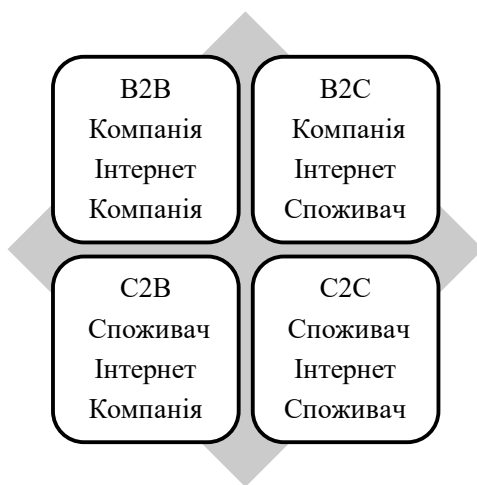 B2B
Компанія
Інтернет
Компанія
B2C
Компанія
Інтернет
Споживач
C2B
Споживач
Інтернет
Компанія
C2C
Споживач
Інтернет
Споживач